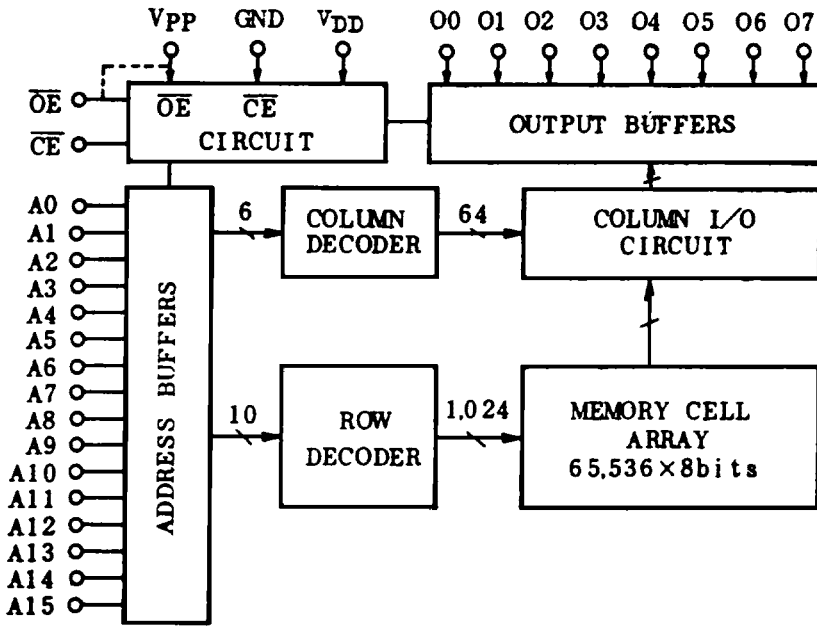 VPP GND VDD O0 O1 O2 O3 O4 O5 O6 O7
OE
CE
OE CE
CIRCUIT
OUTPUT BUFFERS
A0
A1
A2
A3
A4
A5
A6
A7
A8
A9
A10
A11
A12
A13
A14
A15
ADDRESS BUFFERS
6
COLUMN
DECODER
64
COLUMN I/O
CIRCUIT
10
ROW
DECODER
1,024
MEMORY CELL
ARRAY
65,536×8bits